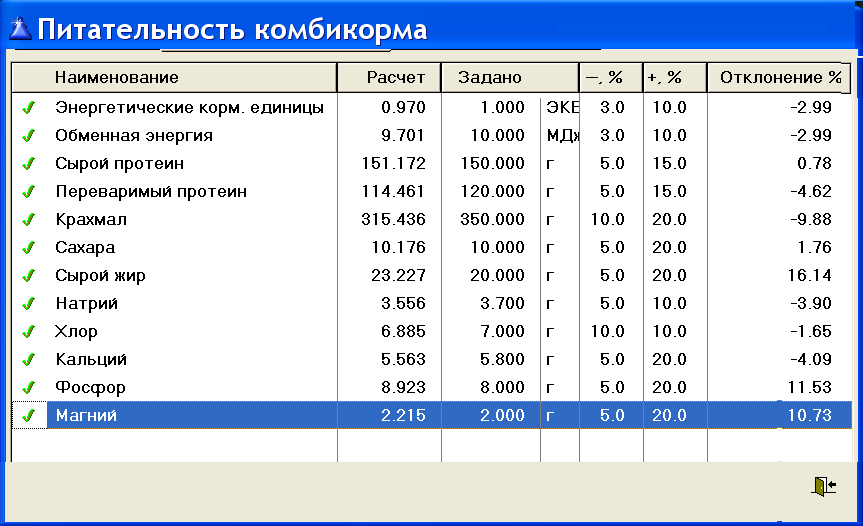 Питательность комбикорма
Наименование Расчет Задано –, % +, % Отклонение %
Энергетические корм. единицы 0.970 1.000 ЭКЕ 3.0 10.0 -2.99
Обменная энергия 9.701 10.000 МДж 3.0 10.0 -2.99
Сырой протеин 151.172 150.000 г 5.0 15.0 0.78
Переваримый протеин 114.461 120.000 г 5.0 15.0 -4.62
Крахмал 315.436 350.000 г 10.0 20.0 -9.88
Сахара 10.176 10.000 г 5.0 20.0 1.76
Сырой жир 23.227 20.000 г 5.0 20.0 16.14
Натрий 3.556 3.700 г 5.0 10.0 -3.90
Хлор 6.885 7.000 г 10.0 10.0 -1.65
Кальций 5.563 5.800 г 5.0 20.0 -4.09
Фосфор 8.923 8.000 г 5.0 20.0 11.53
Магний 2.215 2.000 г 5.0 20.0 10.73